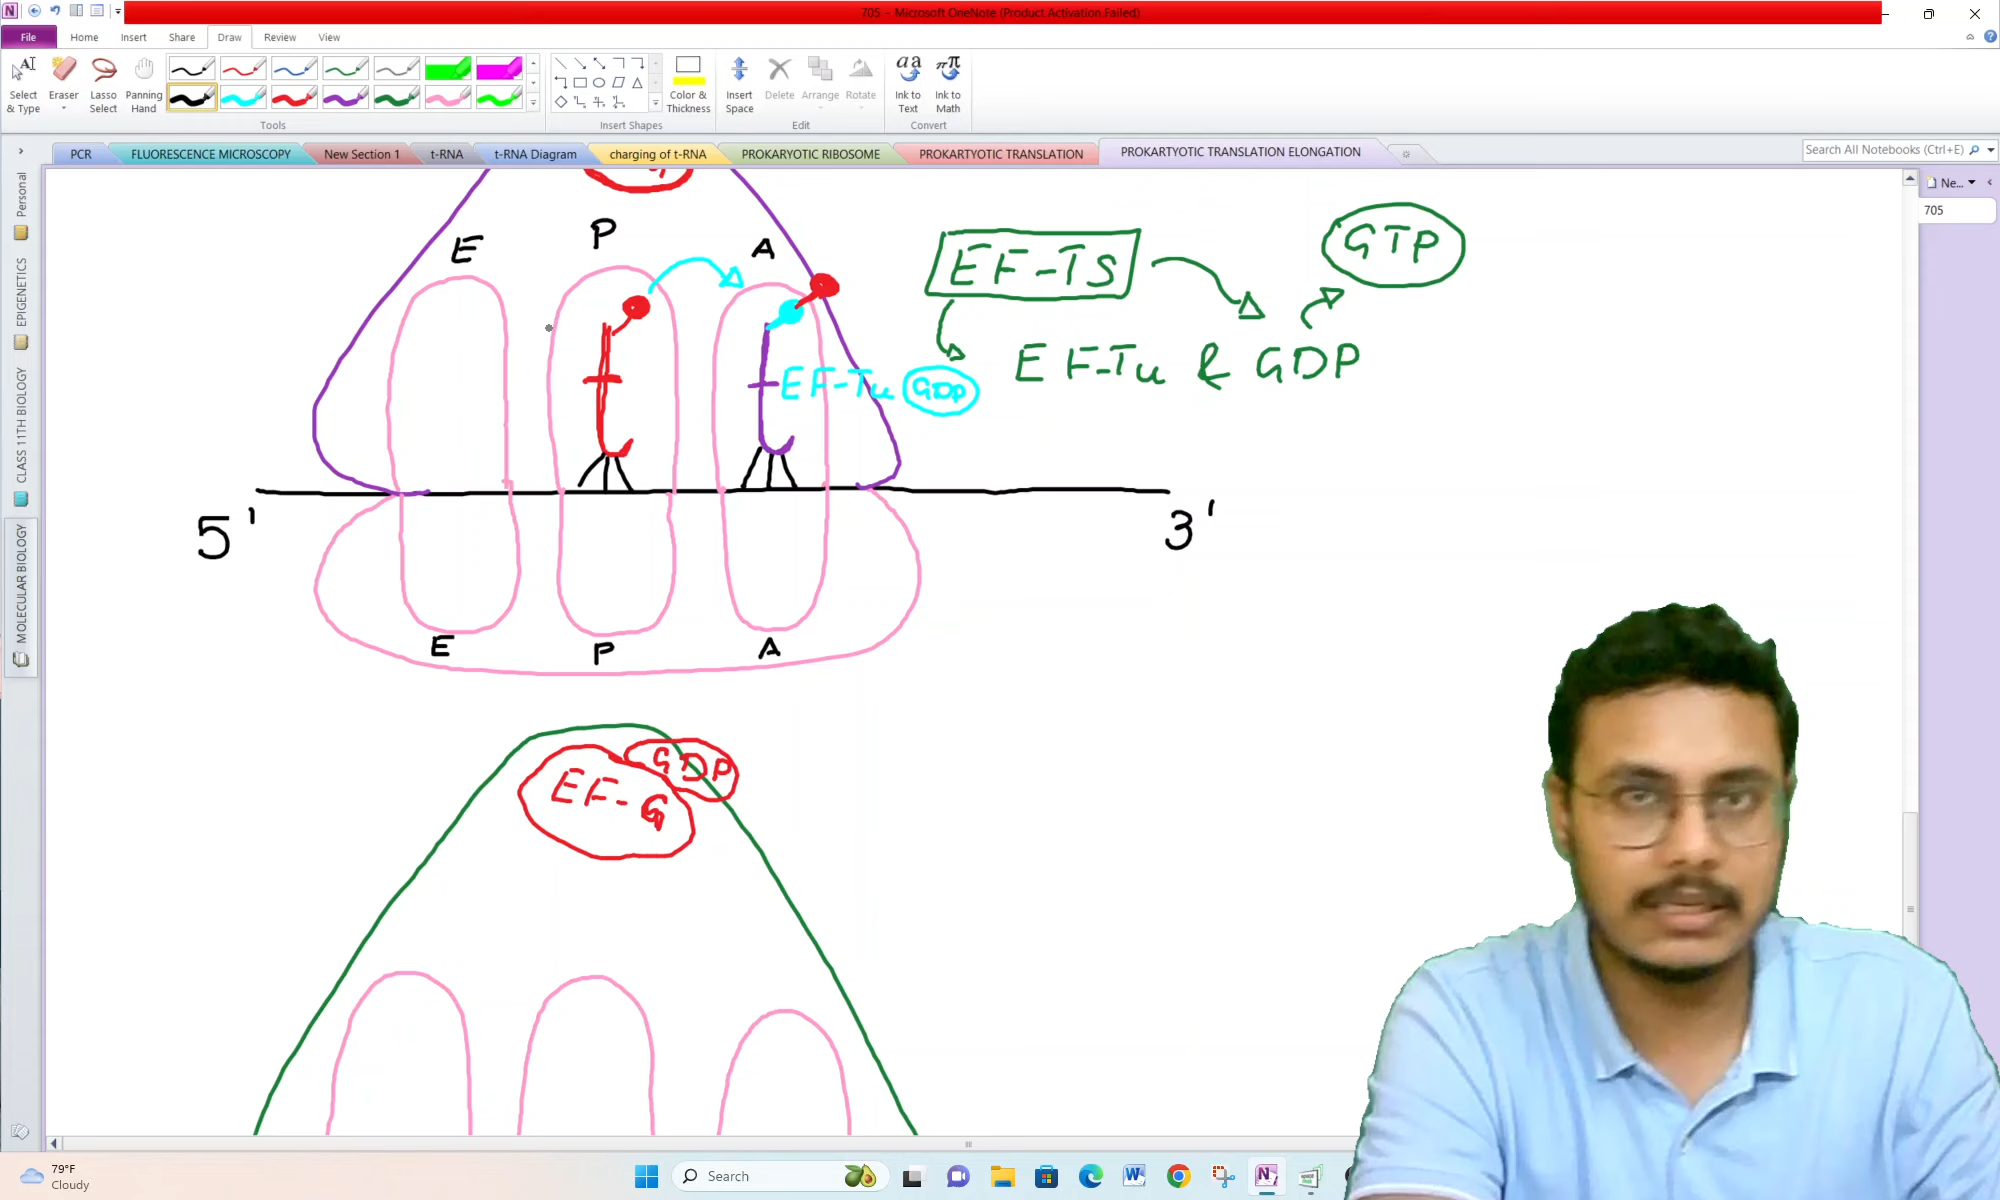 705 - Microsoft OneNote (Product Activation Failed)
File Home Insert Share Draw Review View
Select & Type
Eraser
Lasso Select
Panning Hand
Color & Thickness
Insert Space
Delete
Arrange
Rotate
Ink to Text
Ink to Math
Tools
Insert Shapes
Edit
Convert
PCR
FLUORESCENCE MICROSCOPY
New Section 1
t-RNA
t-RNA Diagram
charging of t-RNA
PROKARYOTIC RIBOSOME
PROKARTYOTIC TRANSLATION
PROKARTYOTIC TRANSLATION ELONGATION
Search All Notebooks (Ctrl+E)
Ne...
705
Personal
EPIGENETICS
CLASS 11TH BIOLOGY
MOLECULAR BIOLOGY
E P A
EF-TS
GTP
EF-Tu & GDP
EF-Tu GDP
5' 3'
E P A
EF-G
GDP
79°F
Cloudy
Search